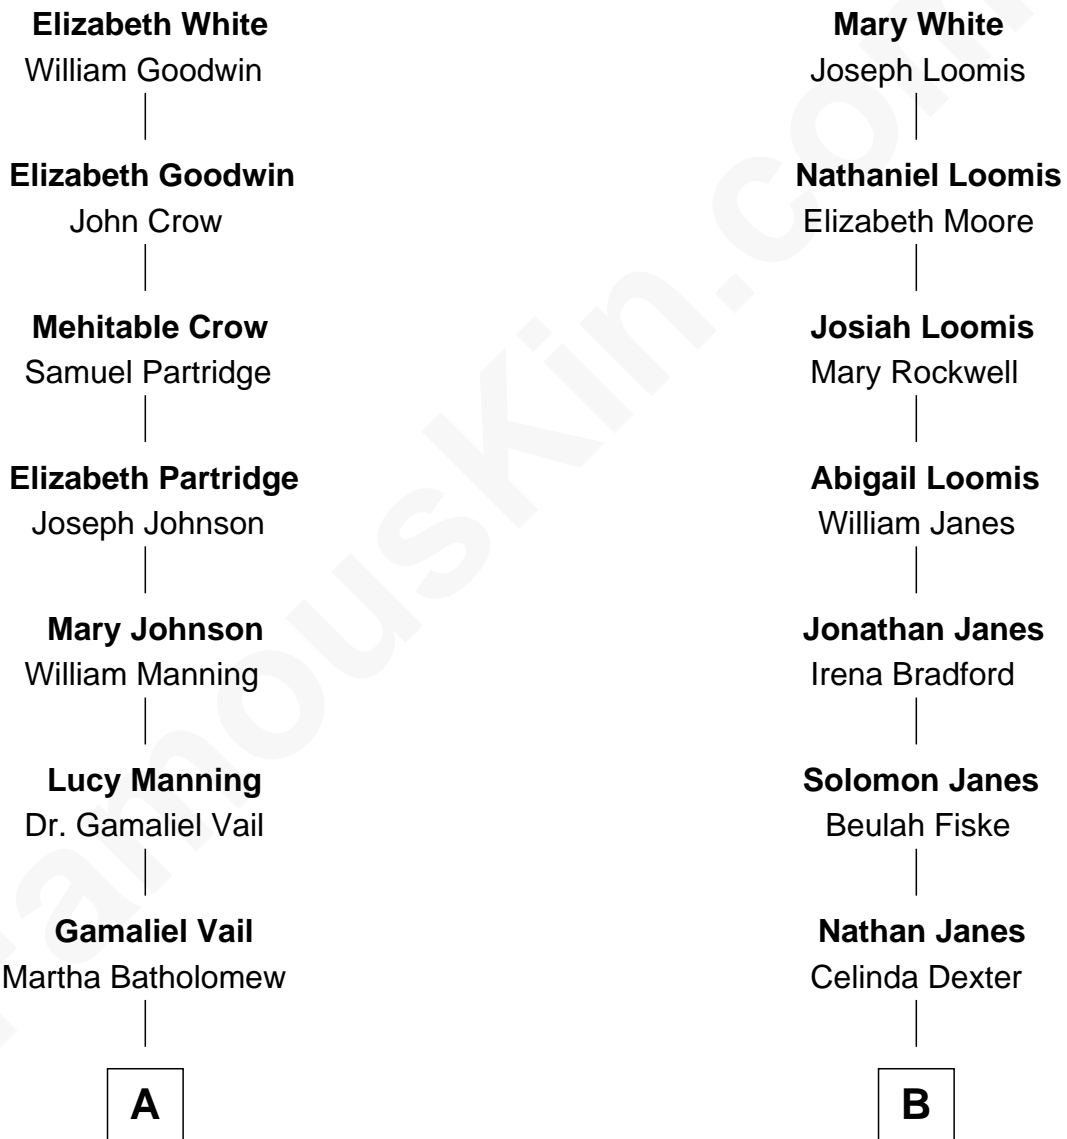 Elizabeth White
William Goodwin
Elizabeth Goodwin
John Crow
Mehitable Crow
Samuel Partridge
Elizabeth Partridge
Joseph Johnson
Mary Johnson
William Manning
Lucy Manning
Dr. Gamaliel Vail
Gamaliel Vail
Martha Batholomew
A
Mary White
Joseph Loomis
Nathaniel Loomis
Elizabeth Moore
Josiah Loomis
Mary Rockwell
Abigail Loomis
William Janes
Jonathan Janes
Irena Bradford
Solomon Janes
Beulah Fiske
Nathan Janes
Celinda Dexter
B
FamousKin.com